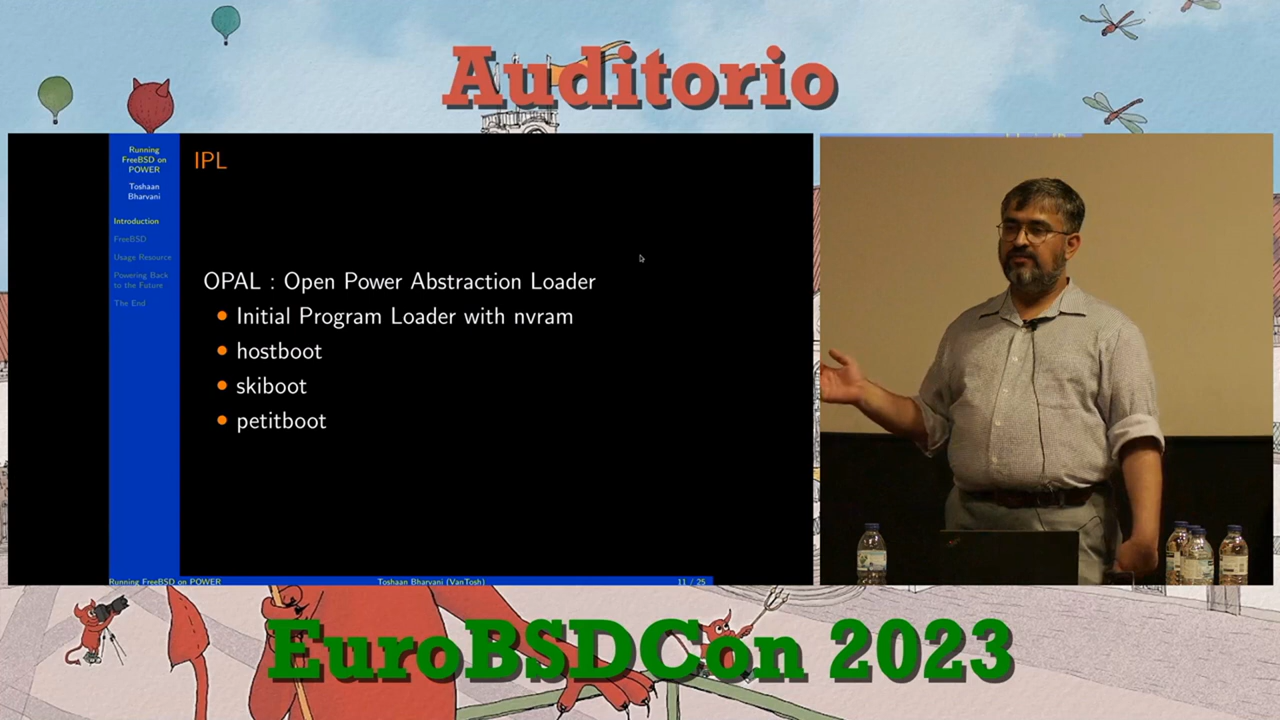 Auditorio
Running
FreeBSD on
POWER
Toshaan
Bharvani
Introduction
FreeBSD
Usage Resource
Powering Back
to the Future
The End
IPL
OPAL : Open Power Abstraction Loader
Initial Program Loader with nvram
hostboot
skiboot
petitboot
Running FreeBSD on POWER
Toshaan Bharvani (VanTosh)
11 / 25
EuroBSDCon 2023